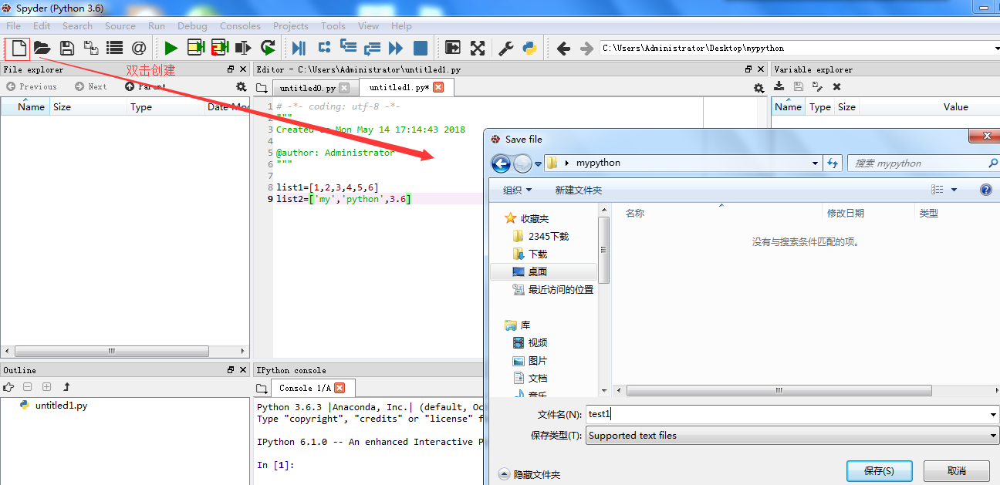 Spyder (Python 3.6)
File Edit Search Source Run Debug Consoles Projects Tools View Help
C:\Users\Administrator\Desktop\mypython
File explorer
双击创建
Editor - C:\Users\Administrator\untitled1.py
Variable explorer
Previous Next Parent
untitled0.py untitled1.py*
Name Size Type Date Mod
Name Type Size Value
1 # -*- coding: utf-8 -*-
2 """
3 Created on Mon May 14 17:14:43 2018
4
5 @author: Administrator
6 """
7
8 list1=[1,2,3,4,5,6]
9 list2=['my','python',3.6]
Outline
untitled1.py
IPython console
Console 1/A
Python 3.6.3 |Anaconda, Inc.| (default, Oc
Type "copyright", "credits" or "license" f
IPython 6.1.0 -- An enhanced Interactive P
In [1]:
Save file
mypython
搜索 mypython
组织 新建文件夹
名称 修改日期 类型
没有与搜索条件匹配的项。
收藏夹
2345下载
下载
桌面
最近访问的位置
库
视频
图片
文档
音乐
文件名(N): test1
保存类型(T): Supported text files
隐藏文件夹
保存(S) 取消